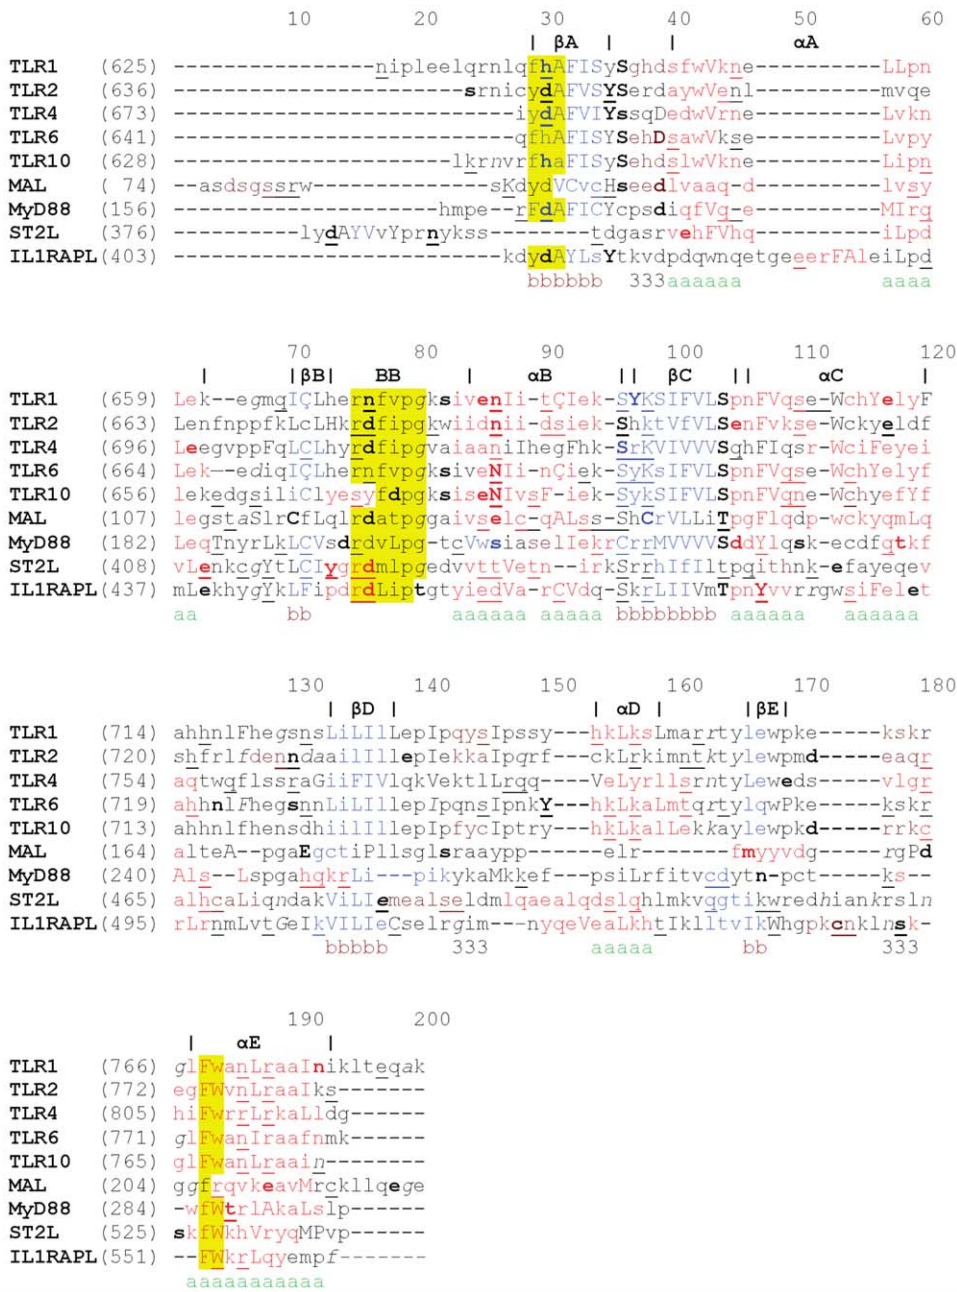 10 20 30 40 50 60
| βA | | αA
TLR1 (625) ----------------nipleelqrnlqfhAFISySghdsfwVkne----------LLpn
TLR2 (636) -----------------------srnicydAFVSYSerdaywVenl----------mvqe
TLR4 (673) ---------------------------iydAFVIYssqDedwVrne----------Lvkn
TLR6 (641) ---------------------------qfhAFISYSehDsawVkse----------Lvpy
TLR10 (628) ----------------------lkrnvrfhaFISySehdslwVkne----------Lipn
MAL ( 74) --asdsgssrw--------------sKdydVCvcHseedlvaaq-d----------lvsy
MyD88 (156) ---------------------hmpe--rFdAFICYcpsdiqfVq-e----------MIrq
ST2L (376) ----------lydAYVvYPrnykss--------tdgasrvehFVhq----------iLpd
IL1RAPL (403) --------------------------kdydAYLsYtkvdpdqwnqetgeeerFAleiLpd
bbbbbb 333aaaaaa aaaa
70 80 90 100 110 120
| |βB| BB | αB | | βC | | αC |
TLR1 (659) Lek--egmqICLhernfvpgksivenIi-tCIek-SYKSIFVLSpnFVqse-WchYelyF
TLR2 (663) LenfnppfkLcLHkrdfipgkwiidnii-dsiek-ShktVfVLSenFVkse-Wckyeldf
TLR4 (696) LeegvppFqLCLhyrdfipgvaiaaniIhegFhk-SrKVIVVVSqhFIqsr-WciFeyei
TLR6 (664) Lek--ediqIClHernfvpgksivaNIi-nCiek-SyKsIFVLSpnFVqse-WchYelyf
TLR10 (656) lekedgsiliClyesyfdpgksiseNIvsF-iek-SykSIFVLSpnFVqne-WchyefYf
MAL (107) legstaSlrCfLqlrdatpggaivselc-qALss-ShCrVLLiTpgFlqdp-wckyqmLq
MyD88 (182) LeqTnyrLkLCVsdrdvLPg-tcVwsiaselIekrCrrMVVVVSddYlqsk-ecdfqtkf
ST2L (408) vLenkcgYtLCIygrdmlpgedvvttVetn--irkSrrhIfIltpqithnk-efayeqev
IL1RAPL (437) mLekhygYkLFipdrdLiptgtyiedVa-rCVdq-SkrLIIVmTpnYvvrrgwsiFelet
aa bb aaaaaa aaaaa bbbbbbbb aaaaaa aaaaaa
130 140 150 160 170 180
| βD | | αD | |βE|
TLR1 (714) ahhnlFhegsnsLiLIlLepIpqysIpssy---hkLksLmarrtylewpke-----kskr
TLR2 (720) shfrlfdenndaailILlepIekkaIpqrf---ckLrkimntktylewpmd-----eaqr
TLR4 (754) aqtwqflssraGiiFIVlqkVektlLrqq----VeLyrllsrntyLeweds-----vlgr
TLR6 (719) ahhnlFhegsnnLiLILlepIpqnsIpnkY---hkLkaLmtqrtylqwPke-----kskr
TLR10 (713) ahhnlfhensdhiilILlepIpfycIptry---hkLkalLekkaylewpkd-----rrkc
MAL (164) alteA--pgaEgctiPLlsglsraaypp-----elr-------fmyyvdg-----rgPd
MyD88 (240) Als--LspgahqkrLi---pikykaMkkef---psiLrfitvcdytn-pct-----ks--
ST2L (465) alhcaLiqndakViLIEmealseldmlqaealqdslqhlmkvqgtikwredhiankrsln
IL1RAPL (495) rLrnmLvtGeIkVILIeCselrgim---nyqeVeaLkhtIKlltvIkWhgpkcnklnsk-
bbbbb 333 aaaaa bb 333
190 200
| αE |
TLR1 (766) glFwanLraaIniklteqak
TLR2 (772) egFWvnLraaIks-------
TLR4 (805) hiFwrrLrkaLldg------
TLR6 (771) glFwanIraafnmk------
TLR10 (765) glFwanLraain--------
MAL (204) ggfrqvkeavMrckllqege
MyD88 (284) -wfWtrlAkaLslp------
ST2L (525) skfWkhVryqMPvp------
IL1RAPL (551) --FWkrLqyempf-------
aaaaaaaaaaa